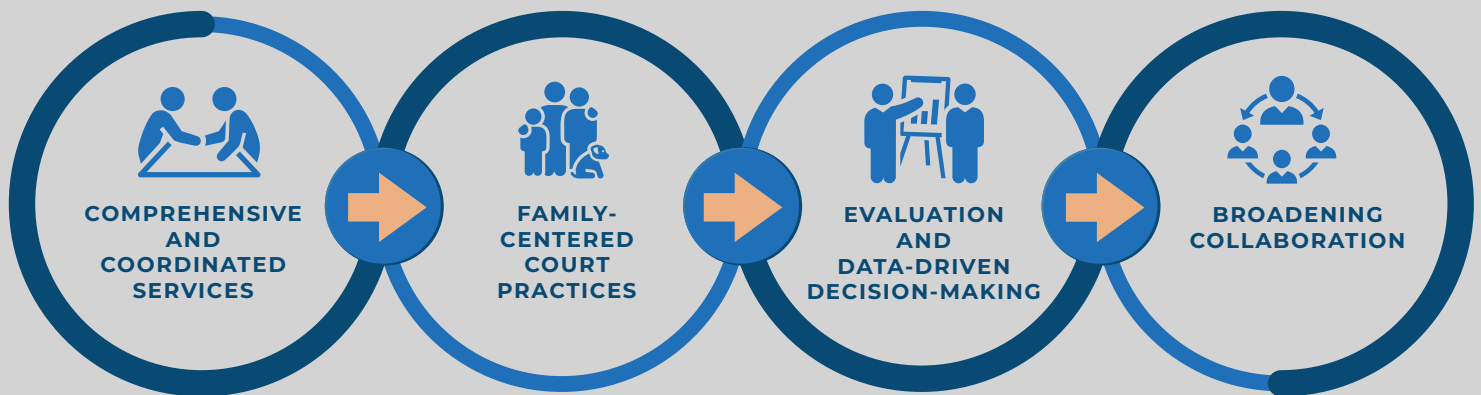 COMPREHENSIVE
AND
COORDINATED
SERVICES
FAMILY-
CENTERED
COURT
PRACTICES
EVALUATION
AND
DATA-DRIVEN
DECISION-MAKING
BROADENING
COLLABORATION